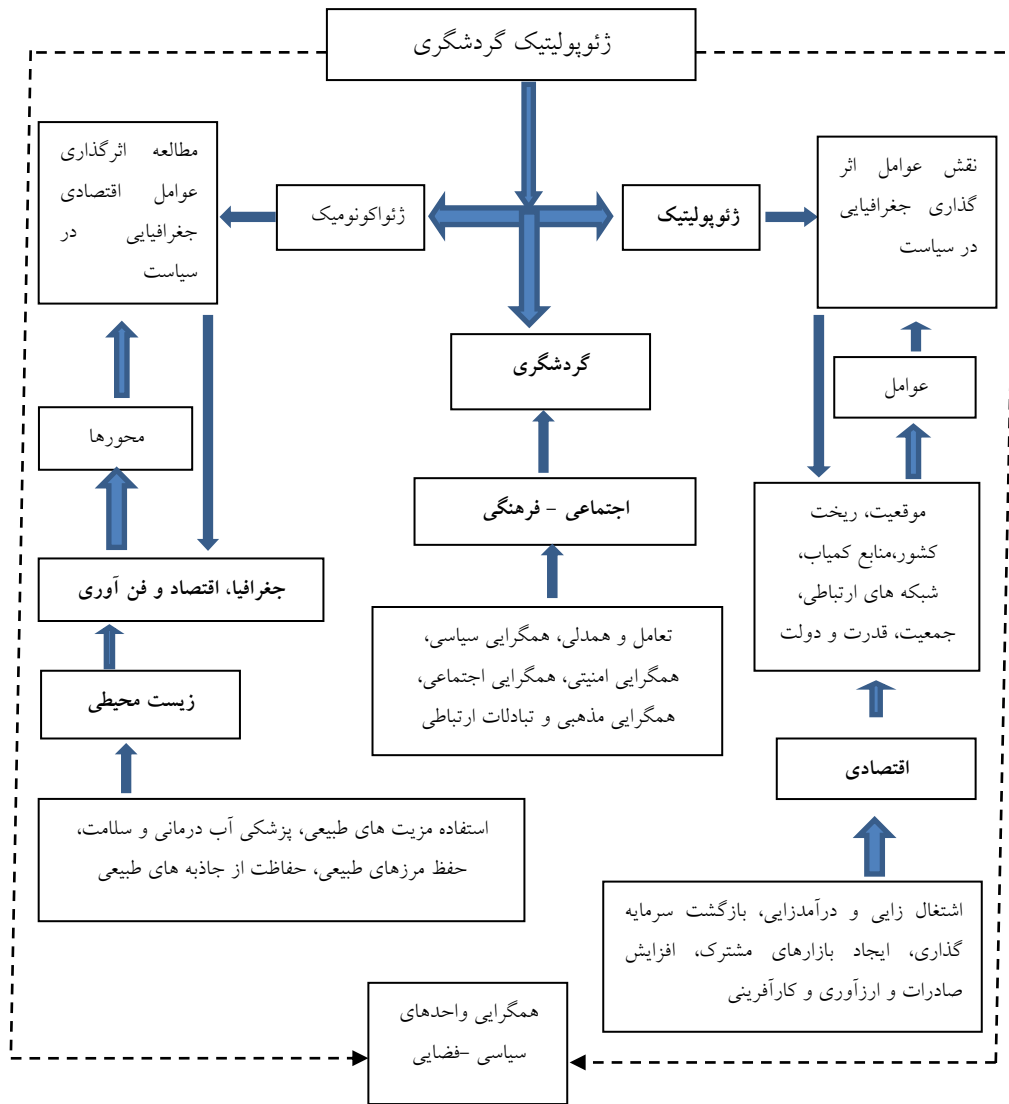 ژئوپولیتیک گردشگری
نقش عوامل اثر
گذاری جغرافیایی
در سیاست
ژئوپولیتیک
ژئواکونومیک
مطالعه اثرگذاری
عوامل اقتصادی
جغرافیایی در
سیاست
گردشگری
عوامل
محورها
اجتماعی – فرهنگی
موقعیت، ریخت
کشور،منابع کمیاب،
شبکه های ارتباطی،
جمعیت، قدرت و دولت
جغرافیا، اقتصاد و فن آوری
تعامل و همدلی، همگرایی سیاسی،
همگرایی امنیتی، همگرایی اجتماعی،
همگرایی مذهبی و تبادلات ارتباطی
زیست محیطی
اقتصادی
استفاده مزیت های طبیعی، پزشکی آب درمانی و سلامت،
حفظ مرزهای طبیعی، حفاظت از جاذبه های طبیعی
اشتغال زایی و درآمدزایی، بازگشت سرمایه
گذاری، ایجاد بازارهای مشترک، افزایش
صادرات و ارزآوری و کارآفرینی
همگرایی واحدهای
سیاسی –فضایی